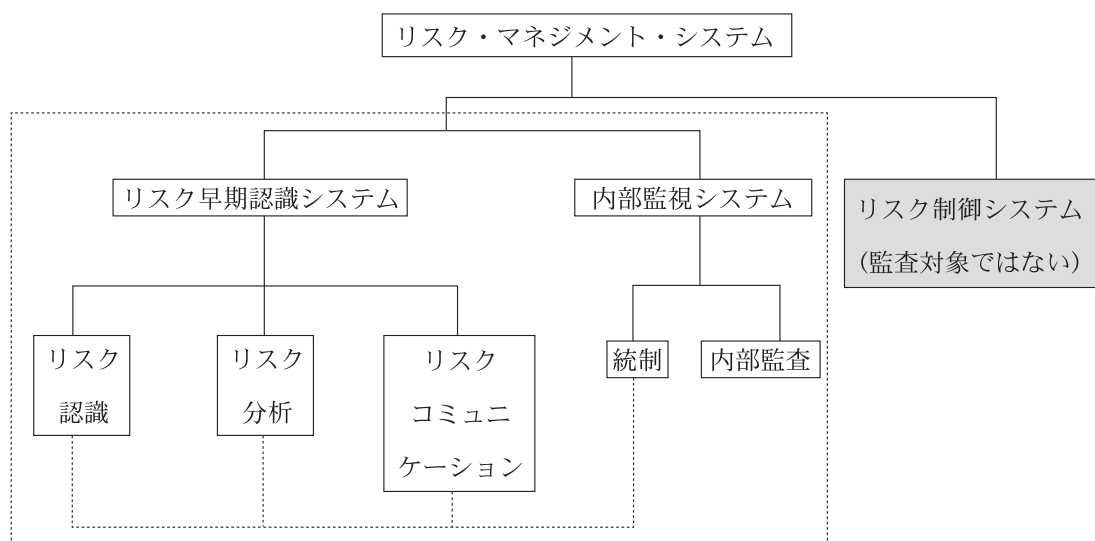 リスク・マネジメント・システム
リスク早期認識システム
内部監視システム
リスク制御システム
(監査対象ではない)
リスク
認識
リスク
分析
リスク
コミュニ
ケーション
統制
内部監査